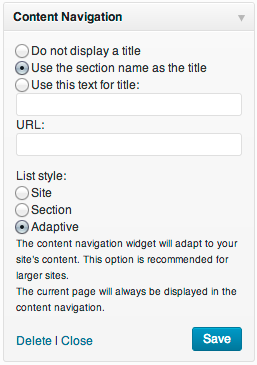 Content Navigation
Do not display a title
Use the section name as the title
Use this text for title:
URL:
List style:
Site
Section
Adaptive
The content navigation widget will adapt to your
site's content. This option is recommended for
larger sites.
The current page will always be displayed in the
content navigation.
Delete | Close
Save